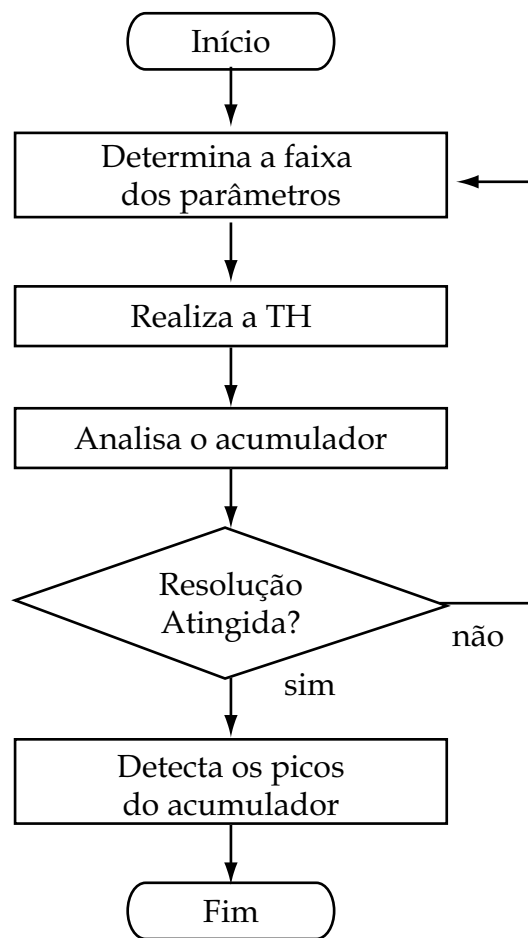 Início
Determina a faixa
dos parâmetros
Realiza a TH
Analisa o acumulador
Resolução
Atingida?
não
sim
Detecta os picos
do acumulador
Fim